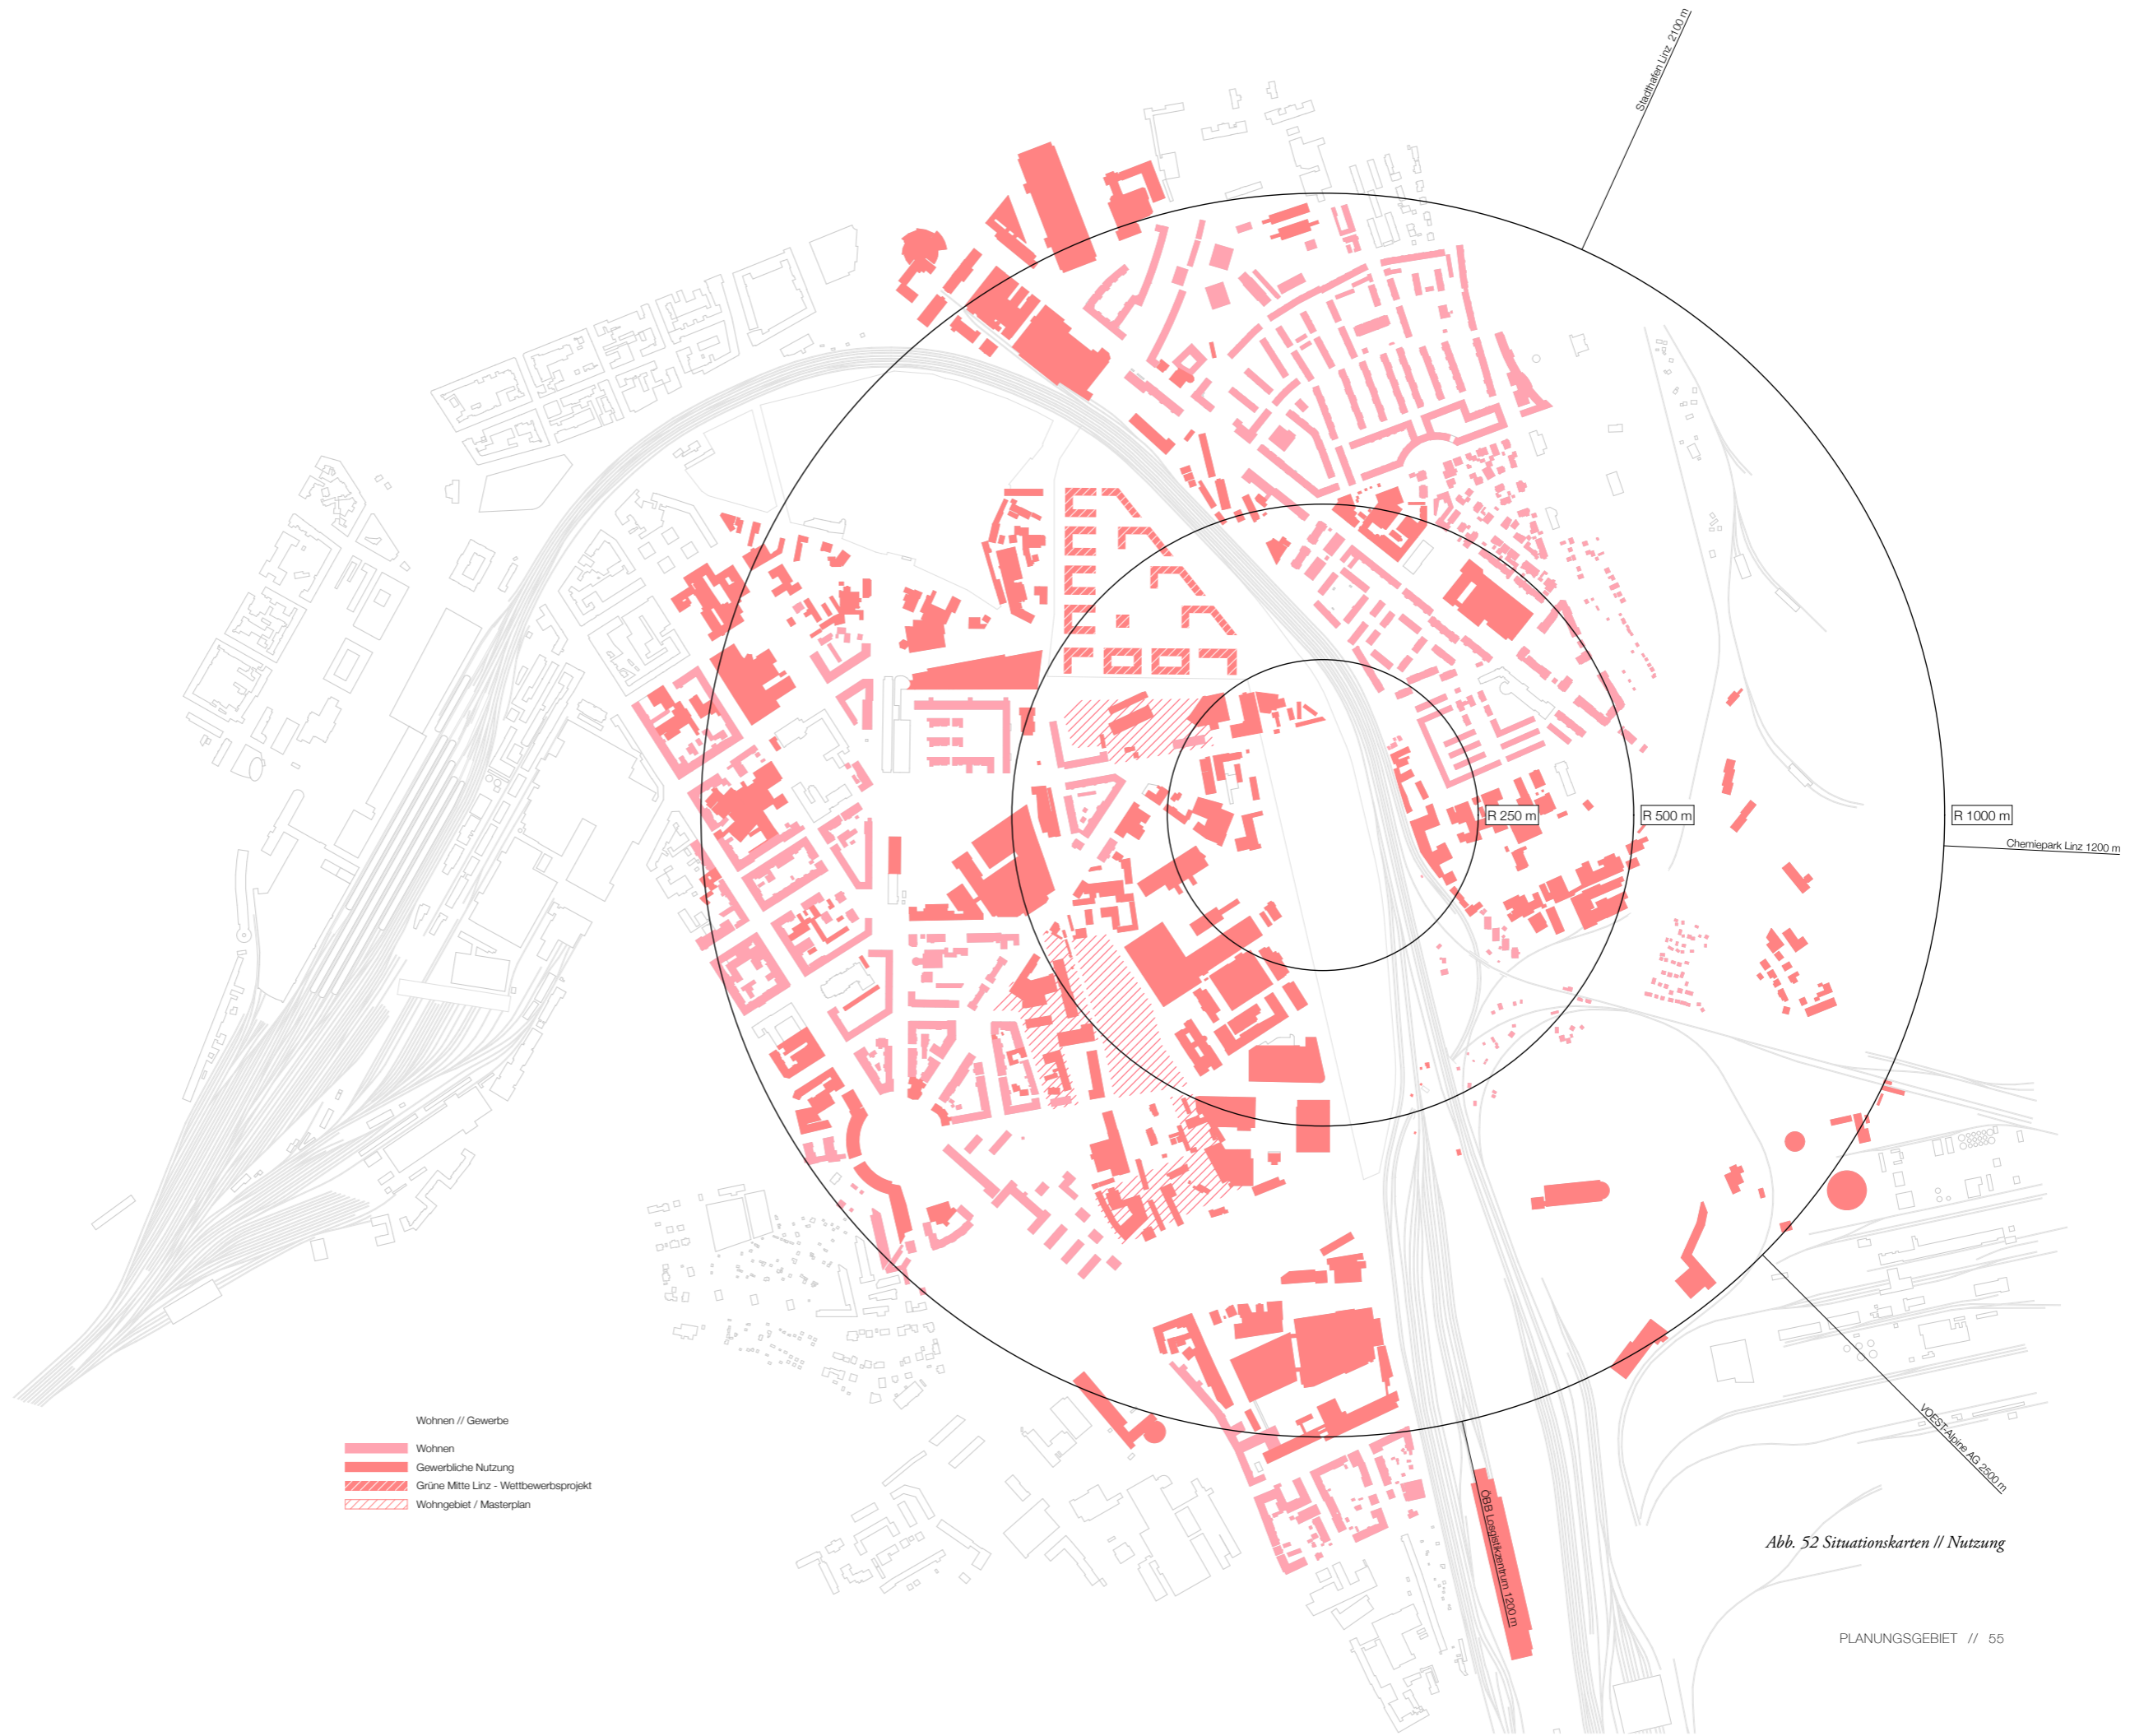 Stadthafen Linz 2100 m
R 250 m
R 500 m
R 1000 m
Chemiepark Linz 1200 m
Wohnen // Gewerbe
Wohnen
Gewerbliche Nutzung
Grüne Mitte Linz - Wettbewerbsprojekt
Wohngebiet / Masterplan
VOEST-Alpine AG 2500 m
ÖBB Losgistikzentrum 1200 m
Abb. 52 Situationskarten // Nutzung
PLANUNGSGEBIET // 55